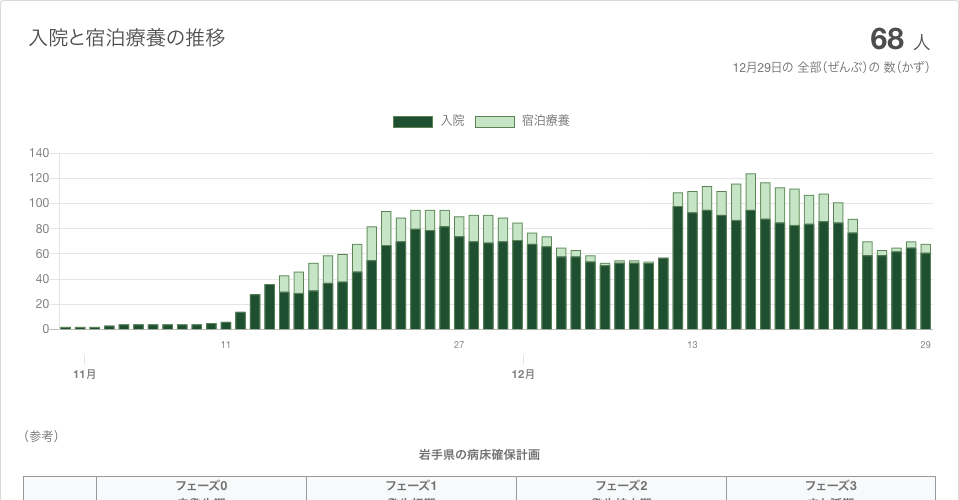 入院と宿泊療養の推移
68 人
12月29日の 全部(ぜんぶ)の 数(かず)
入院 宿泊療養
140
120
100
80
60
40
20
0
11 27 13 29
11月 12月
(参考)
岩手県の病床確保計画
フェーズ0 フェーズ1 フェーズ2 フェーズ3